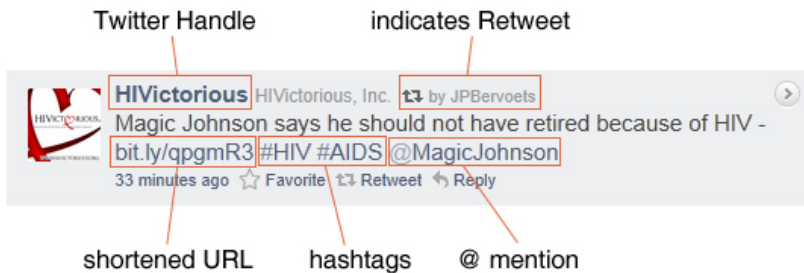 Twitter Handle indicates Retweet
HIVictorious HIVictorious, Inc. by JPBervoets
HIVICTORIOUS,
Magic Johnson says he should not have retired because of HIV -
bit.ly/qpgmR3 #HIV #AIDS @MagicJohnson
33 minutes ago Favorite Retweet Reply
shortened URL hashtags @ mention